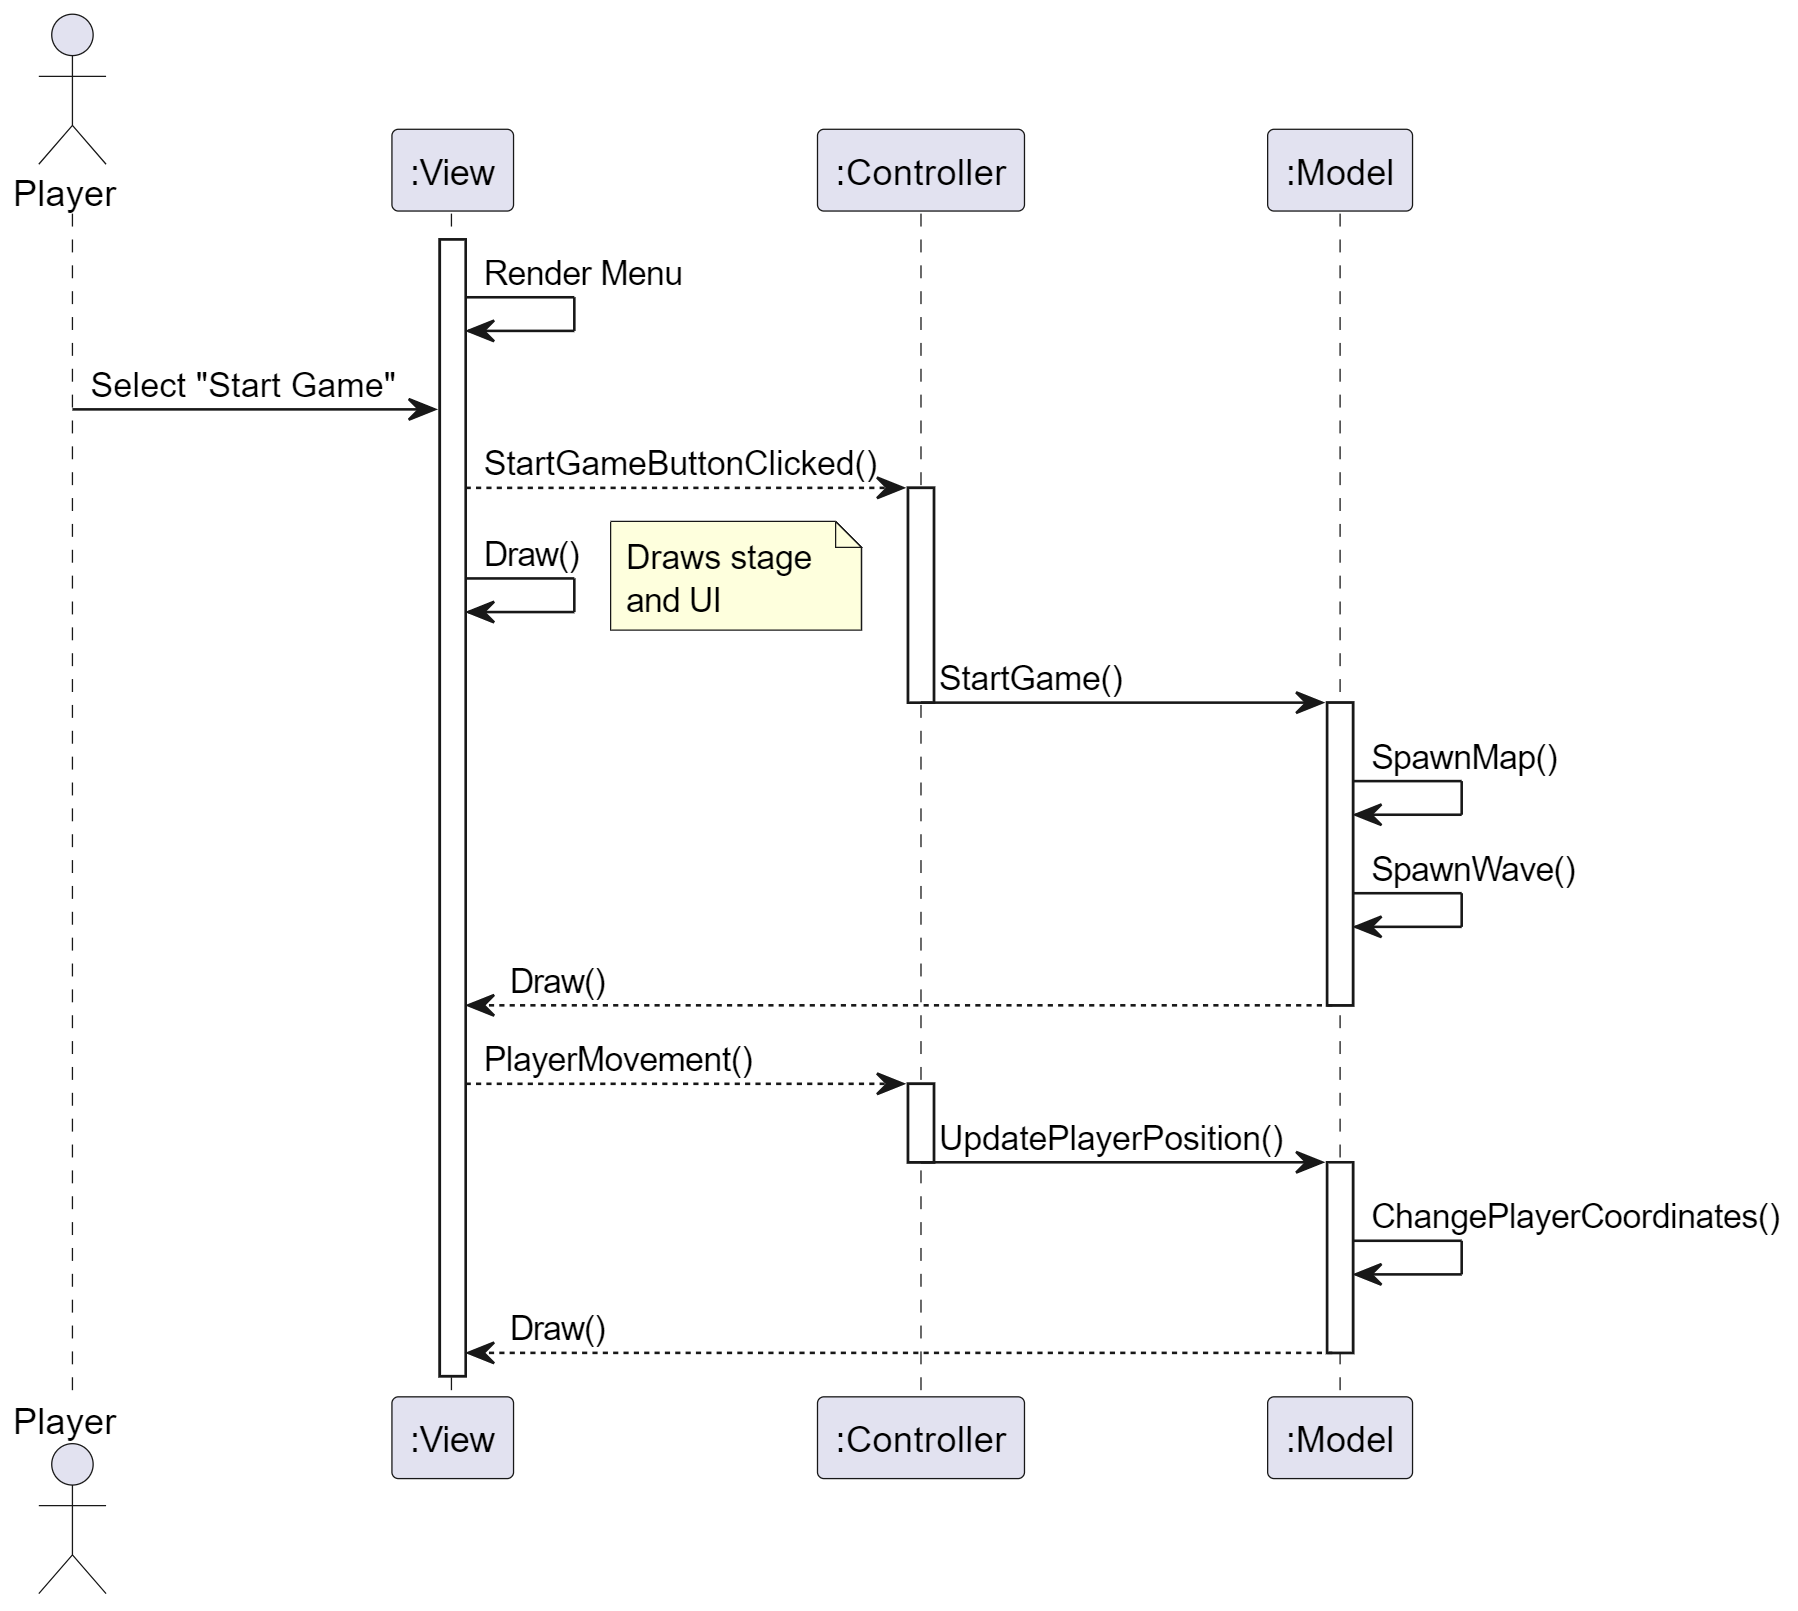 Player
:View
:Controller
:Model
Render Menu
Select "Start Game"
StartGameButtonClicked()
Draw()
Draws stage
and UI
StartGame()
SpawnMap()
SpawnWave()
Draw()
PlayerMovement()
UpdatePlayerPosition()
ChangePlayerCoordinates()
Draw()
Player
:View
:Controller
:Model